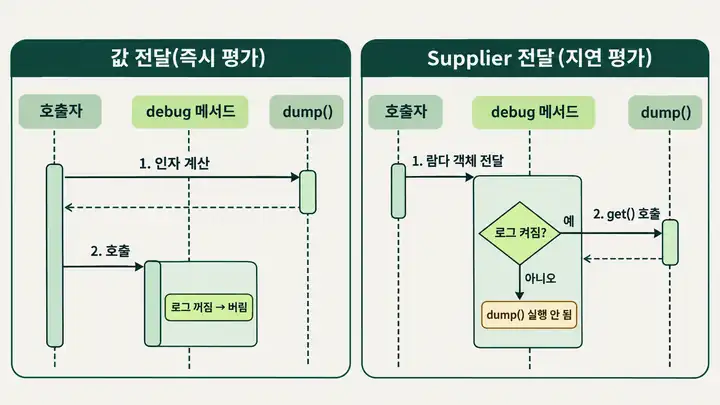 값 전달(즉시 평가)
호출자
debug 메서드
dump()
1. 인자 계산
2. 호출
로그 꺼짐 → 버림
Supplier 전달 (지연 평가)
호출자
debug 메서드
dump()
1. 람다 객체 전달
로그 켜짐?
예
2. get() 호출
아니오
dump() 실행 안 됨